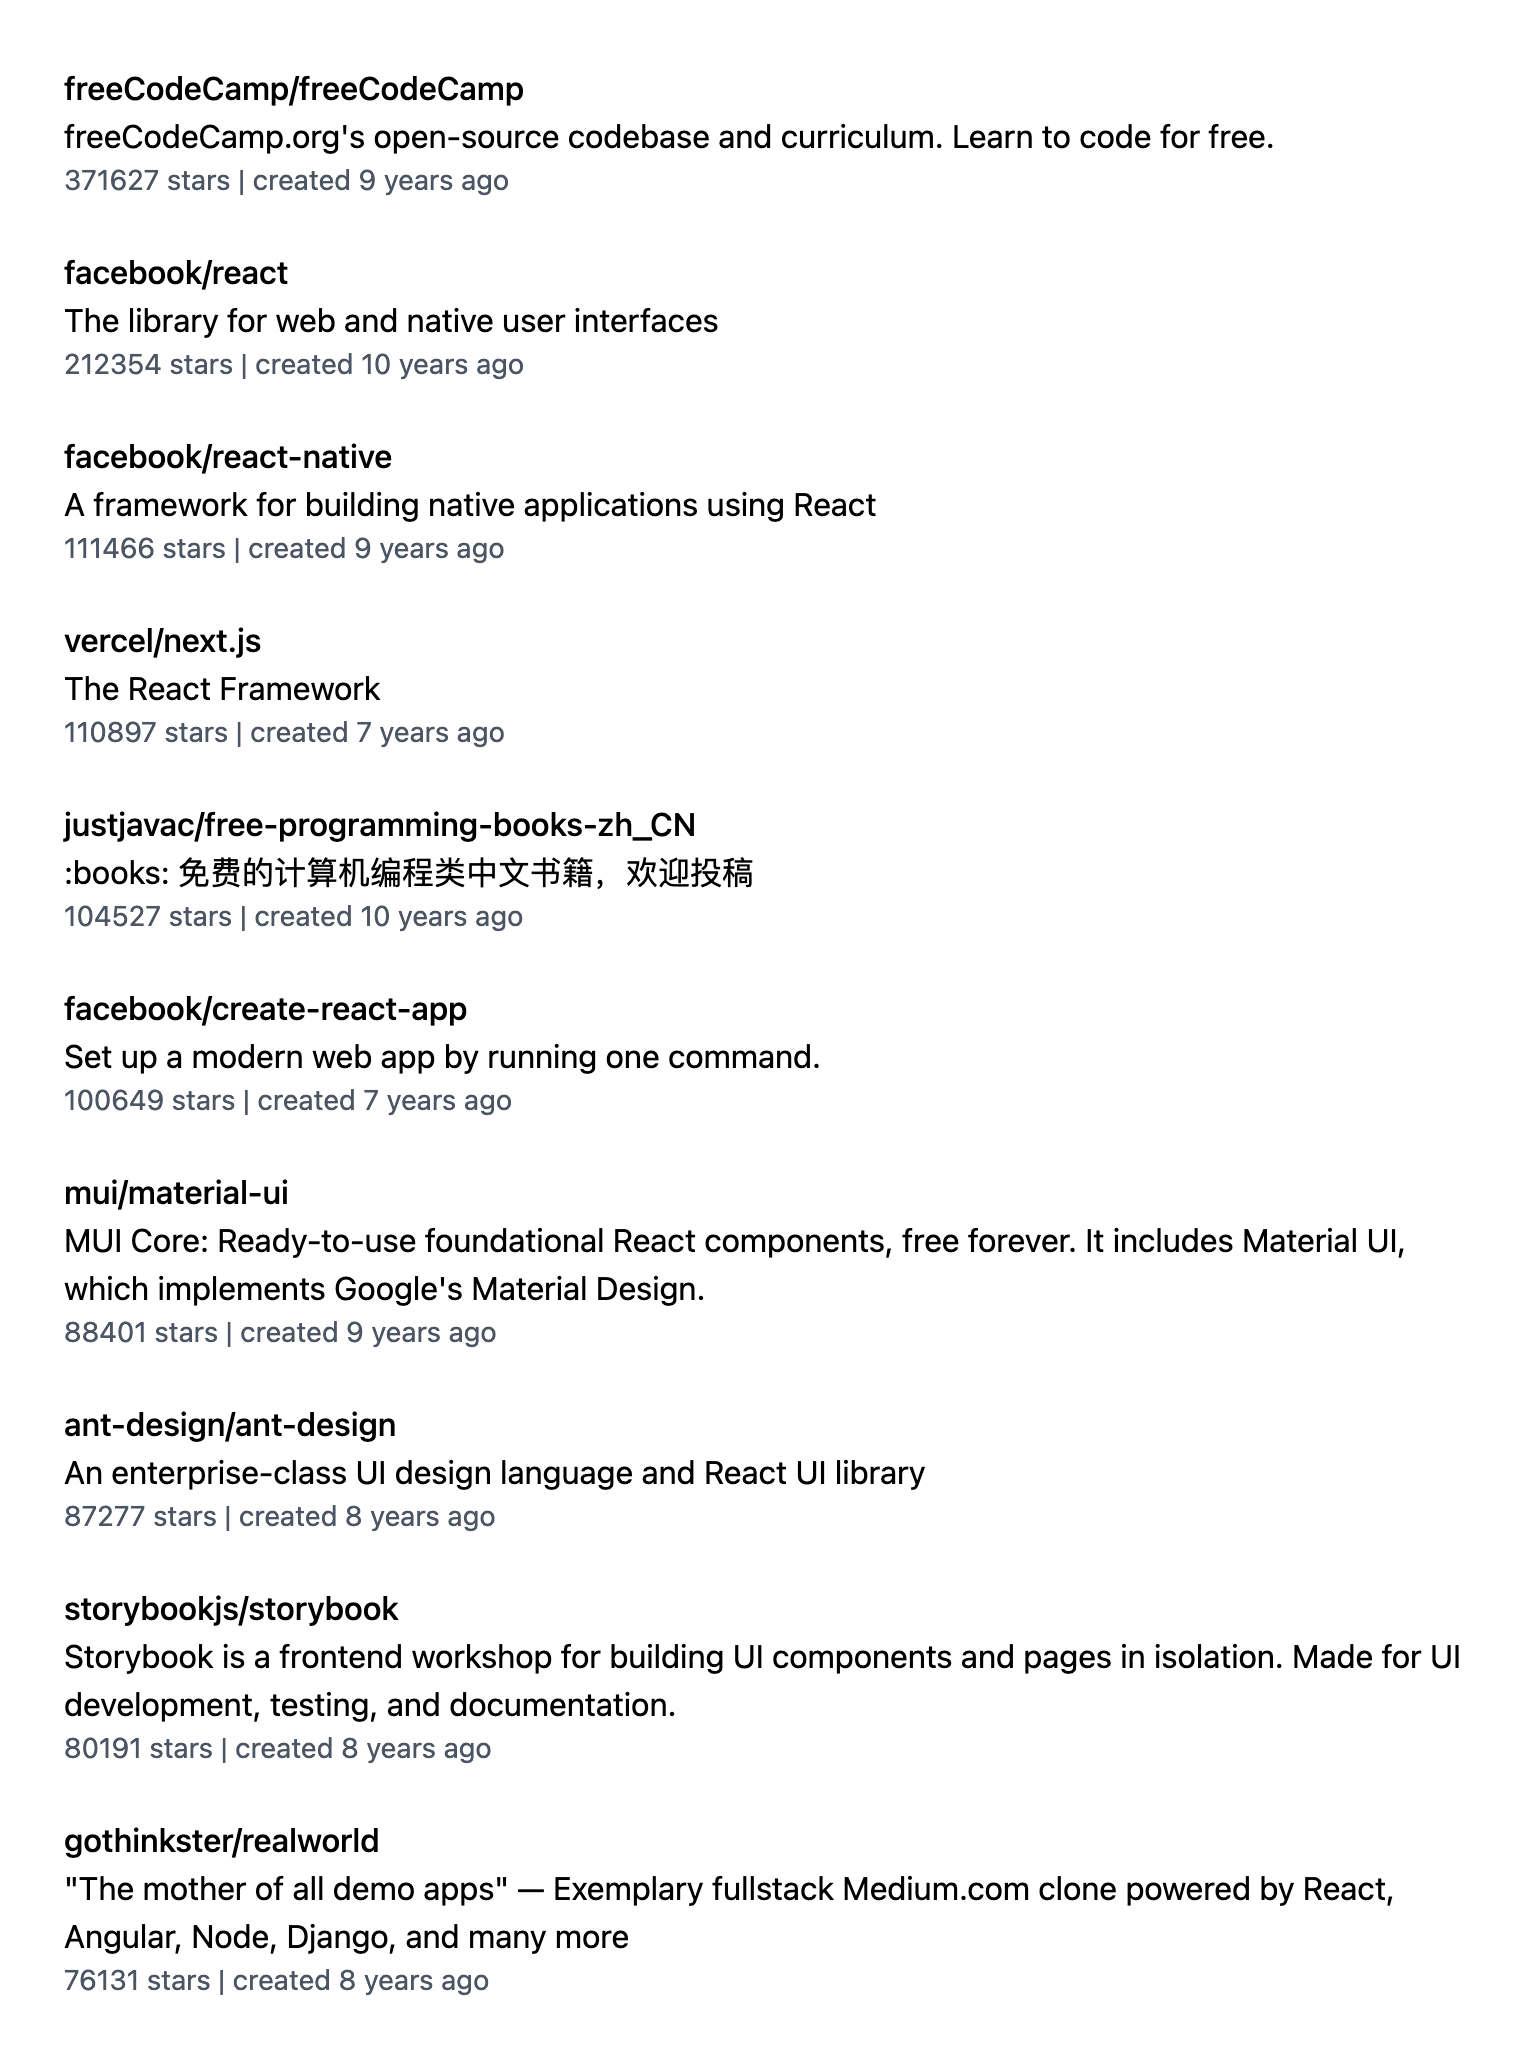 freeCodeCamp/freeCodeCamp
freeCodeCamp.org's open-source codebase and curriculum. Learn to code for free.
371627 stars | created 9 years ago
facebook/react
The library for web and native user interfaces
212354 stars | created 10 years ago
facebook/react-native
A framework for building native applications using React
111466 stars | created 9 years ago
vercel/next.js
The React Framework
110897 stars | created 7 years ago
justjavac/free-programming-books-zh_CN
:books: 免费的计算机编程类中文书籍，欢迎投稿
104527 stars | created 10 years ago
facebook/create-react-app
Set up a modern web app by running one command.
100649 stars | created 7 years ago
mui/material-ui
MUI Core: Ready-to-use foundational React components, free forever. It includes Material UI,
which implements Google's Material Design.
88401 stars | created 9 years ago
ant-design/ant-design
An enterprise-class UI design language and React UI library
87277 stars | created 8 years ago
storybookjs/storybook
Storybook is a frontend workshop for building UI components and pages in isolation. Made for UI
development, testing, and documentation.
80191 stars | created 8 years ago
gothinkster/realworld
"The mother of all demo apps" — Exemplary fullstack Medium.com clone powered by React,
Angular, Node, Django, and many more
76131 stars | created 8 years ago